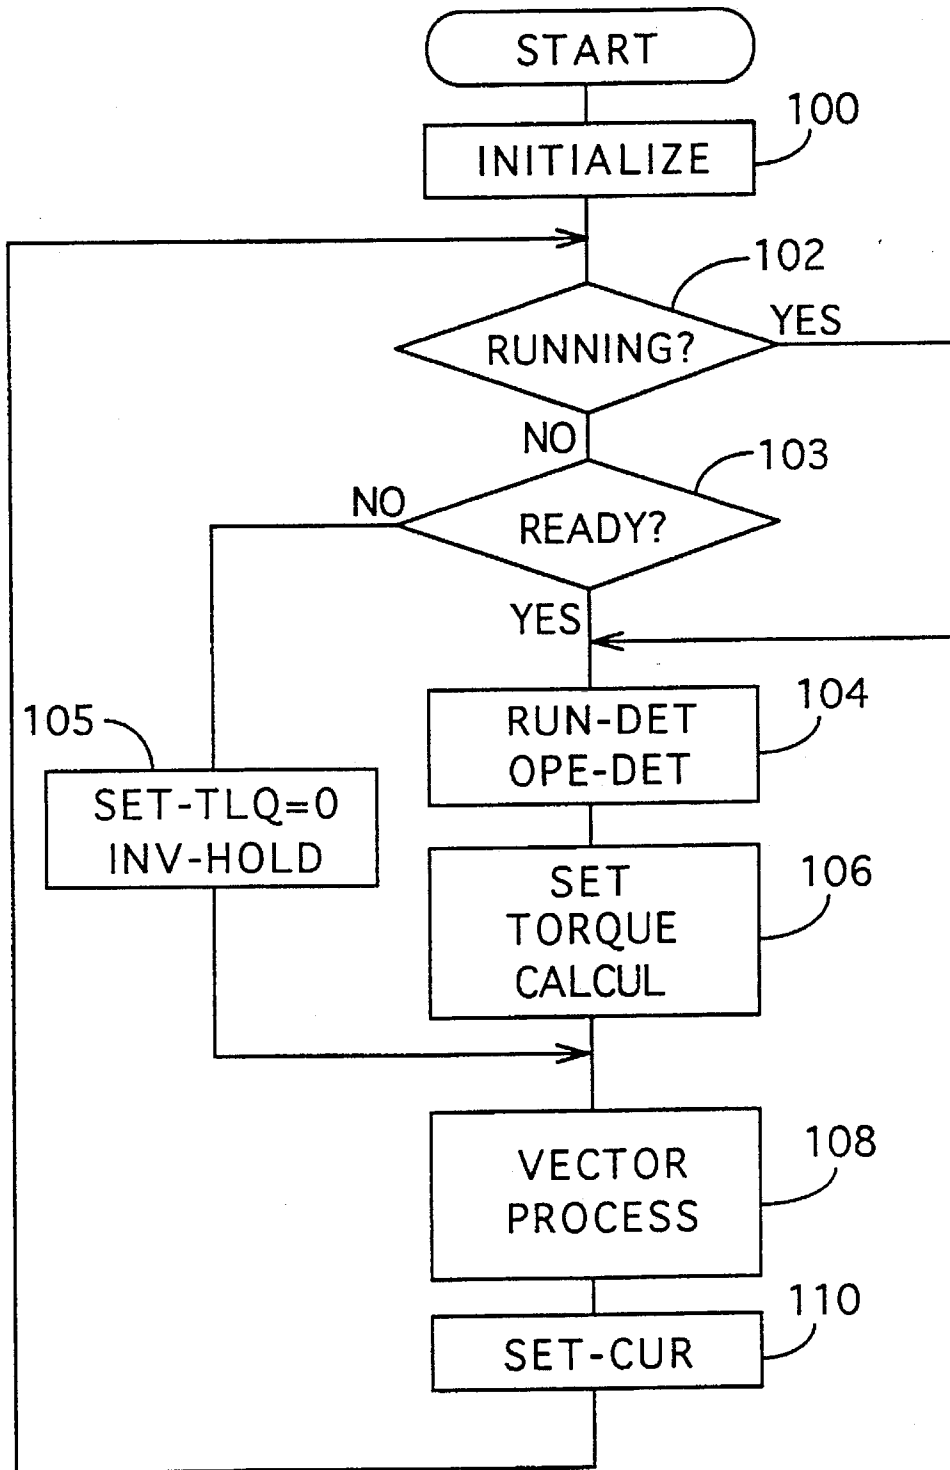 START
100
INITIALIZE
102
YES
RUNNING?
NO
103
NO
READY?
YES
104
RUN-DET
OPE-DET
105
SET-TLQ=0
INV-HOLD
106
SET
TORQUE
CALCUL
108
VECTOR
PROCESS
110
SET-CUR